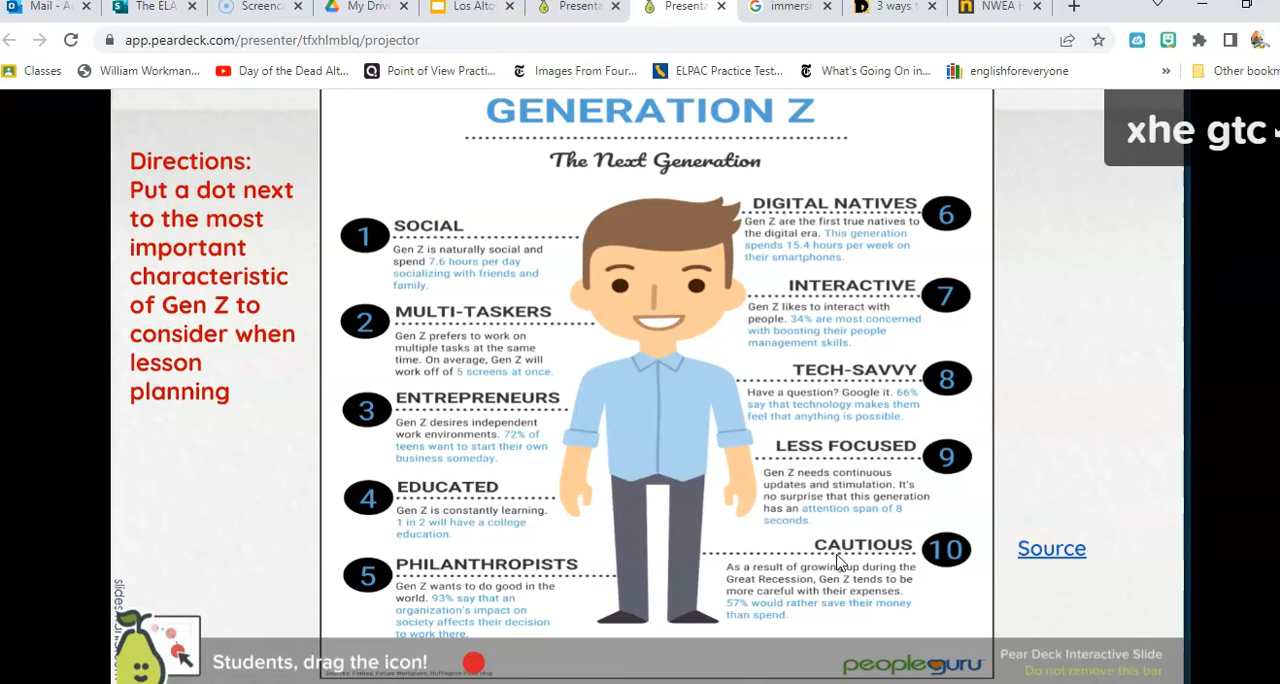 Mail - A
The ELA
Screenca
My Drive
Los Alto
Presenta
Presenta
immersi
3 ways t
NWEA H
app.peardeck.com/presenter/tfxhlmblq/projector
Classes
William Workman...
Day of the Dead Alt...
Point of View Practi...
Images From Four...
ELPAC Practice Test...
What's Going On in...
englishforeveryone
»
Other bookm
xhe gtc
Directions:
Put a dot next
to the most
important
characteristic
of Gen Z to
consider when
lesson
planning
GENERATION Z
The Next Generation
1 SOCIAL
Gen Z is naturally social and
spend 7.6 hours per day
socializing with friends and
family.
2 MULTI-TASKERS
Gen Z prefers to work on
multiple tasks at the same
time. On average, Gen Z will
work off of 5 screens at once.
3 ENTREPRENEURS
Gen Z desires independent
work environments. 72% of
teens want to start their own
business someday.
4 EDUCATED
Gen Z is constantly learning.
1 in 2 will have a college
education.
5 PHILANTHROPISTS
Gen Z wants to do good in the
world. 93% say that an
organization's impact on
society affects their decision
to work there.
DIGITAL NATIVES 6
Gen Z are the first true natives to
the digital era. This generation
spends 15.4 hours per week on
their smartphones.
INTERACTIVE 7
Gen Z likes to interact with
people. 34% are most concerned
with boosting their people
management skills.
TECH-SAVVY 8
Have a question? Google it. 66%
say that technology makes them
feel that anything is possible.
LESS FOCUSED 9
Gen Z needs continuous
updates and stimulation. It's
no surprise that this generation
has an attention span of 8
seconds.
CAUTIOUS 10
As a result of growing up during the
Great Recession, Gen Z tends to be
more careful with their expenses.
57% would rather save their money
than spend.
Source
Students, drag the icon!
peopleguru
Pear Deck Interactive Slide
Do not remove this bar